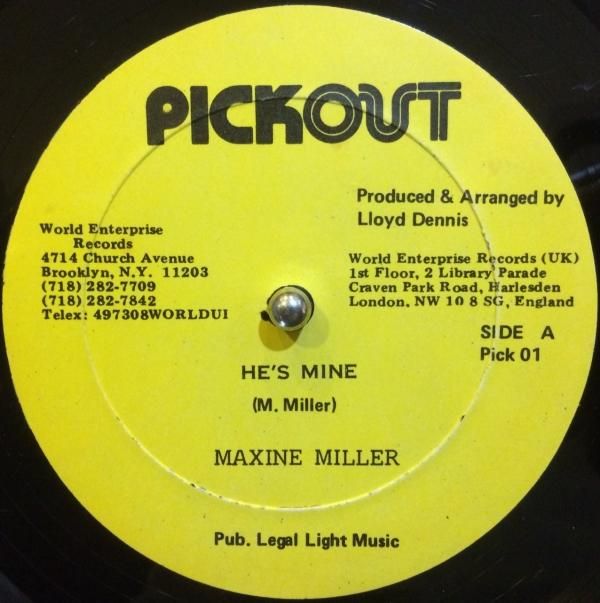 PICKOUT
Produced & Arranged by
Lloyd Dennis
World Enterprise
Records
4714 Church Avenue
Brooklyn, N.Y. 11203
(718) 282-7709
(718) 282-7842
Telex: 497308WORLDUI
World Enterprise Records (UK)
1st Floor, 2 Library Parade
Craven Park Road, Harlesden
London, NW 10 8 SG, England
SIDE A
Pick 01
HE'S MINE
(M. Miller)
MAXINE MILLER
Pub. Legal Light Music